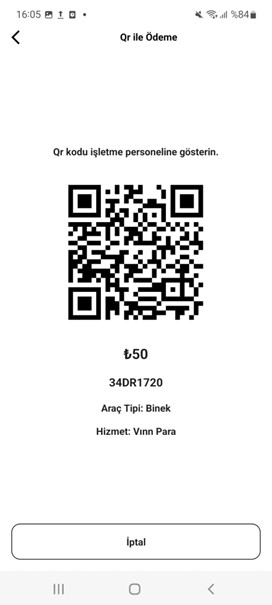 16:05 %84
Qr ile Ödeme
Qr kodu işletme personeline gösterin.
₺50
34DR1720
Araç Tipi: Binek
Hizmet: Vınn Para
İptal